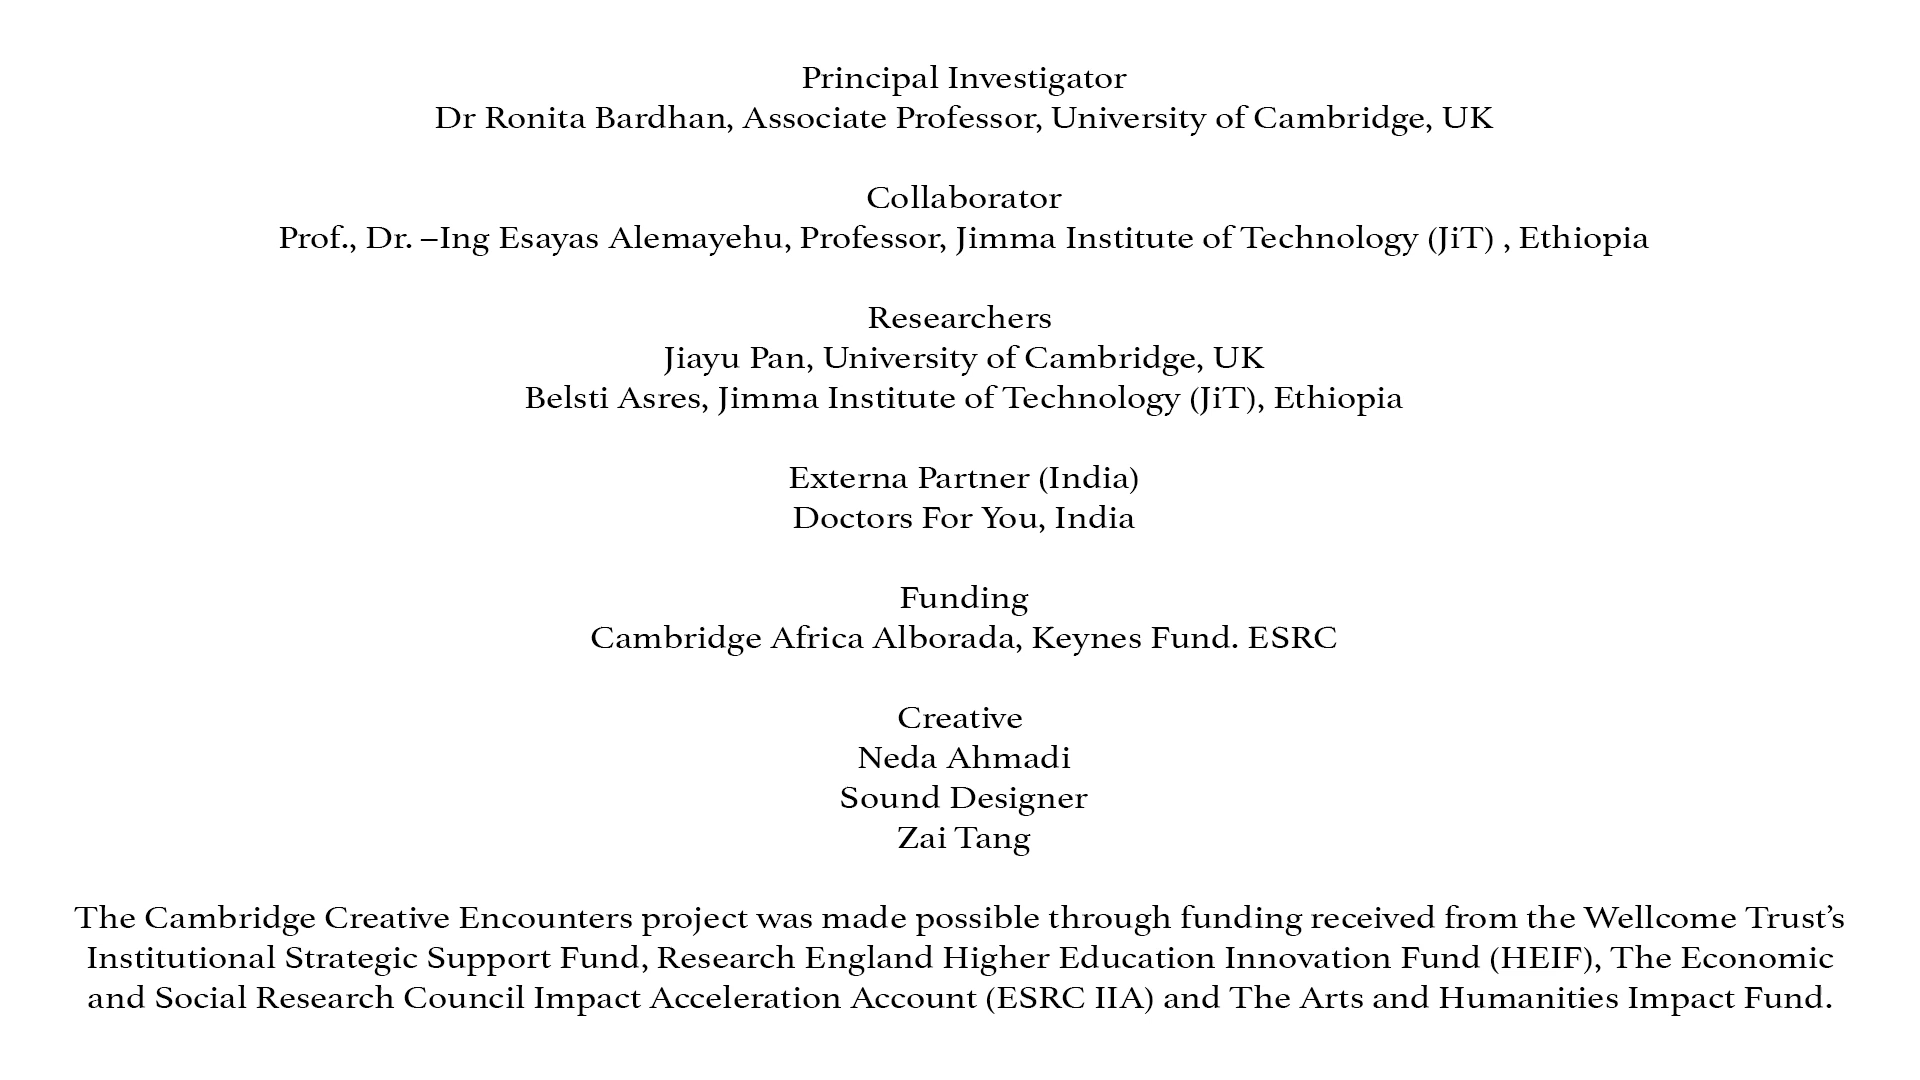 Principal Investigator
Dr Ronita Bardhan, Associate Professor, University of Cambridge, UK
Collaborator
Prof., Dr. –Ing Esayas Alemayehu, Professor, Jimma Institute of Technology (JiT) , Ethiopia
Researchers
Jiayu Pan, University of Cambridge, UK
Belsti Asres, Jimma Institute of Technology (JiT), Ethiopia
Externa Partner (India)
Doctors For You, India
Funding
Cambridge Africa Alborada, Keynes Fund. ESRC
Creative
Neda Ahmadi
Sound Designer
Zai Tang
The Cambridge Creative Encounters project was made possible through funding received from the Wellcome Trust’s
Institutional Strategic Support Fund, Research England Higher Education Innovation Fund (HEIF), The Economic
and Social Research Council Impact Acceleration Account (ESRC IIA) and The Arts and Humanities Impact Fund.